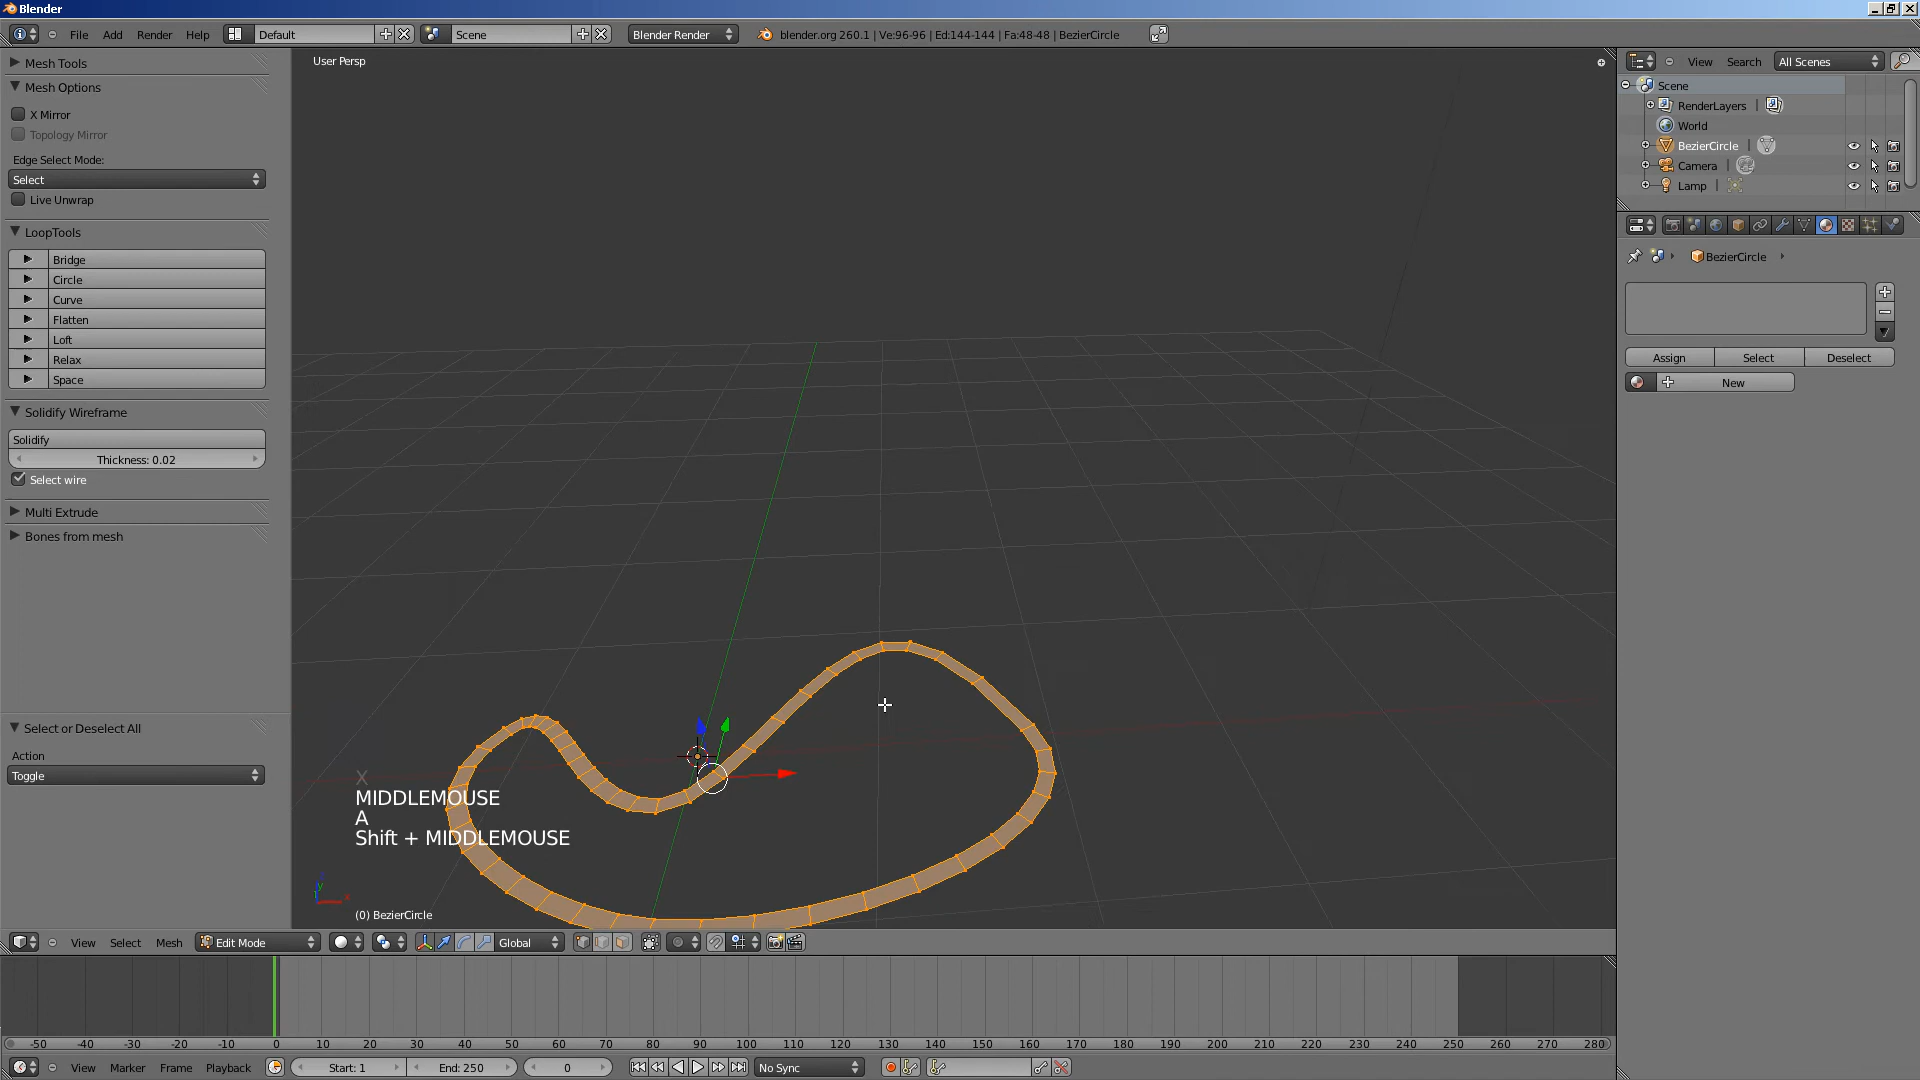 Blender
File Add Render Help Default Scene Blender Render blender.org 260.1 | Ve:96-96 | Ed:144-144 | Fa:48-48 | BezierCircle
Mesh Tools
Mesh Options
X Mirror
Topology Mirror
Edge Select Mode:
Select
Live Unwrap
LoopTools
Bridge
Circle
Curve
Flatten
Loft
Relax
Space
Solidify Wireframe
Solidify
Thickness: 0.02
Select wire
Multi Extrude
Bones from mesh
Select or Deselect All
Action
Toggle
User Persp
X
MIDDLEMOUSE
A
Shift + MIDDLEMOUSE
(0) BezierCircle
View Select Mesh Edit Mode Global
-50 -40 -30 -20 -10 0 10 20 30 40 50 60 70 80 90 100 110 120 130 140 150 160 170 180 190 200 210 220 230 240 250 260 270 280
View Marker Frame Playback Start: 1 End: 250 0 No Sync
View Search All Scenes
Scene
RenderLayers
World
BezierCircle
Camera
Lamp
BezierCircle
Assign Select Deselect
New